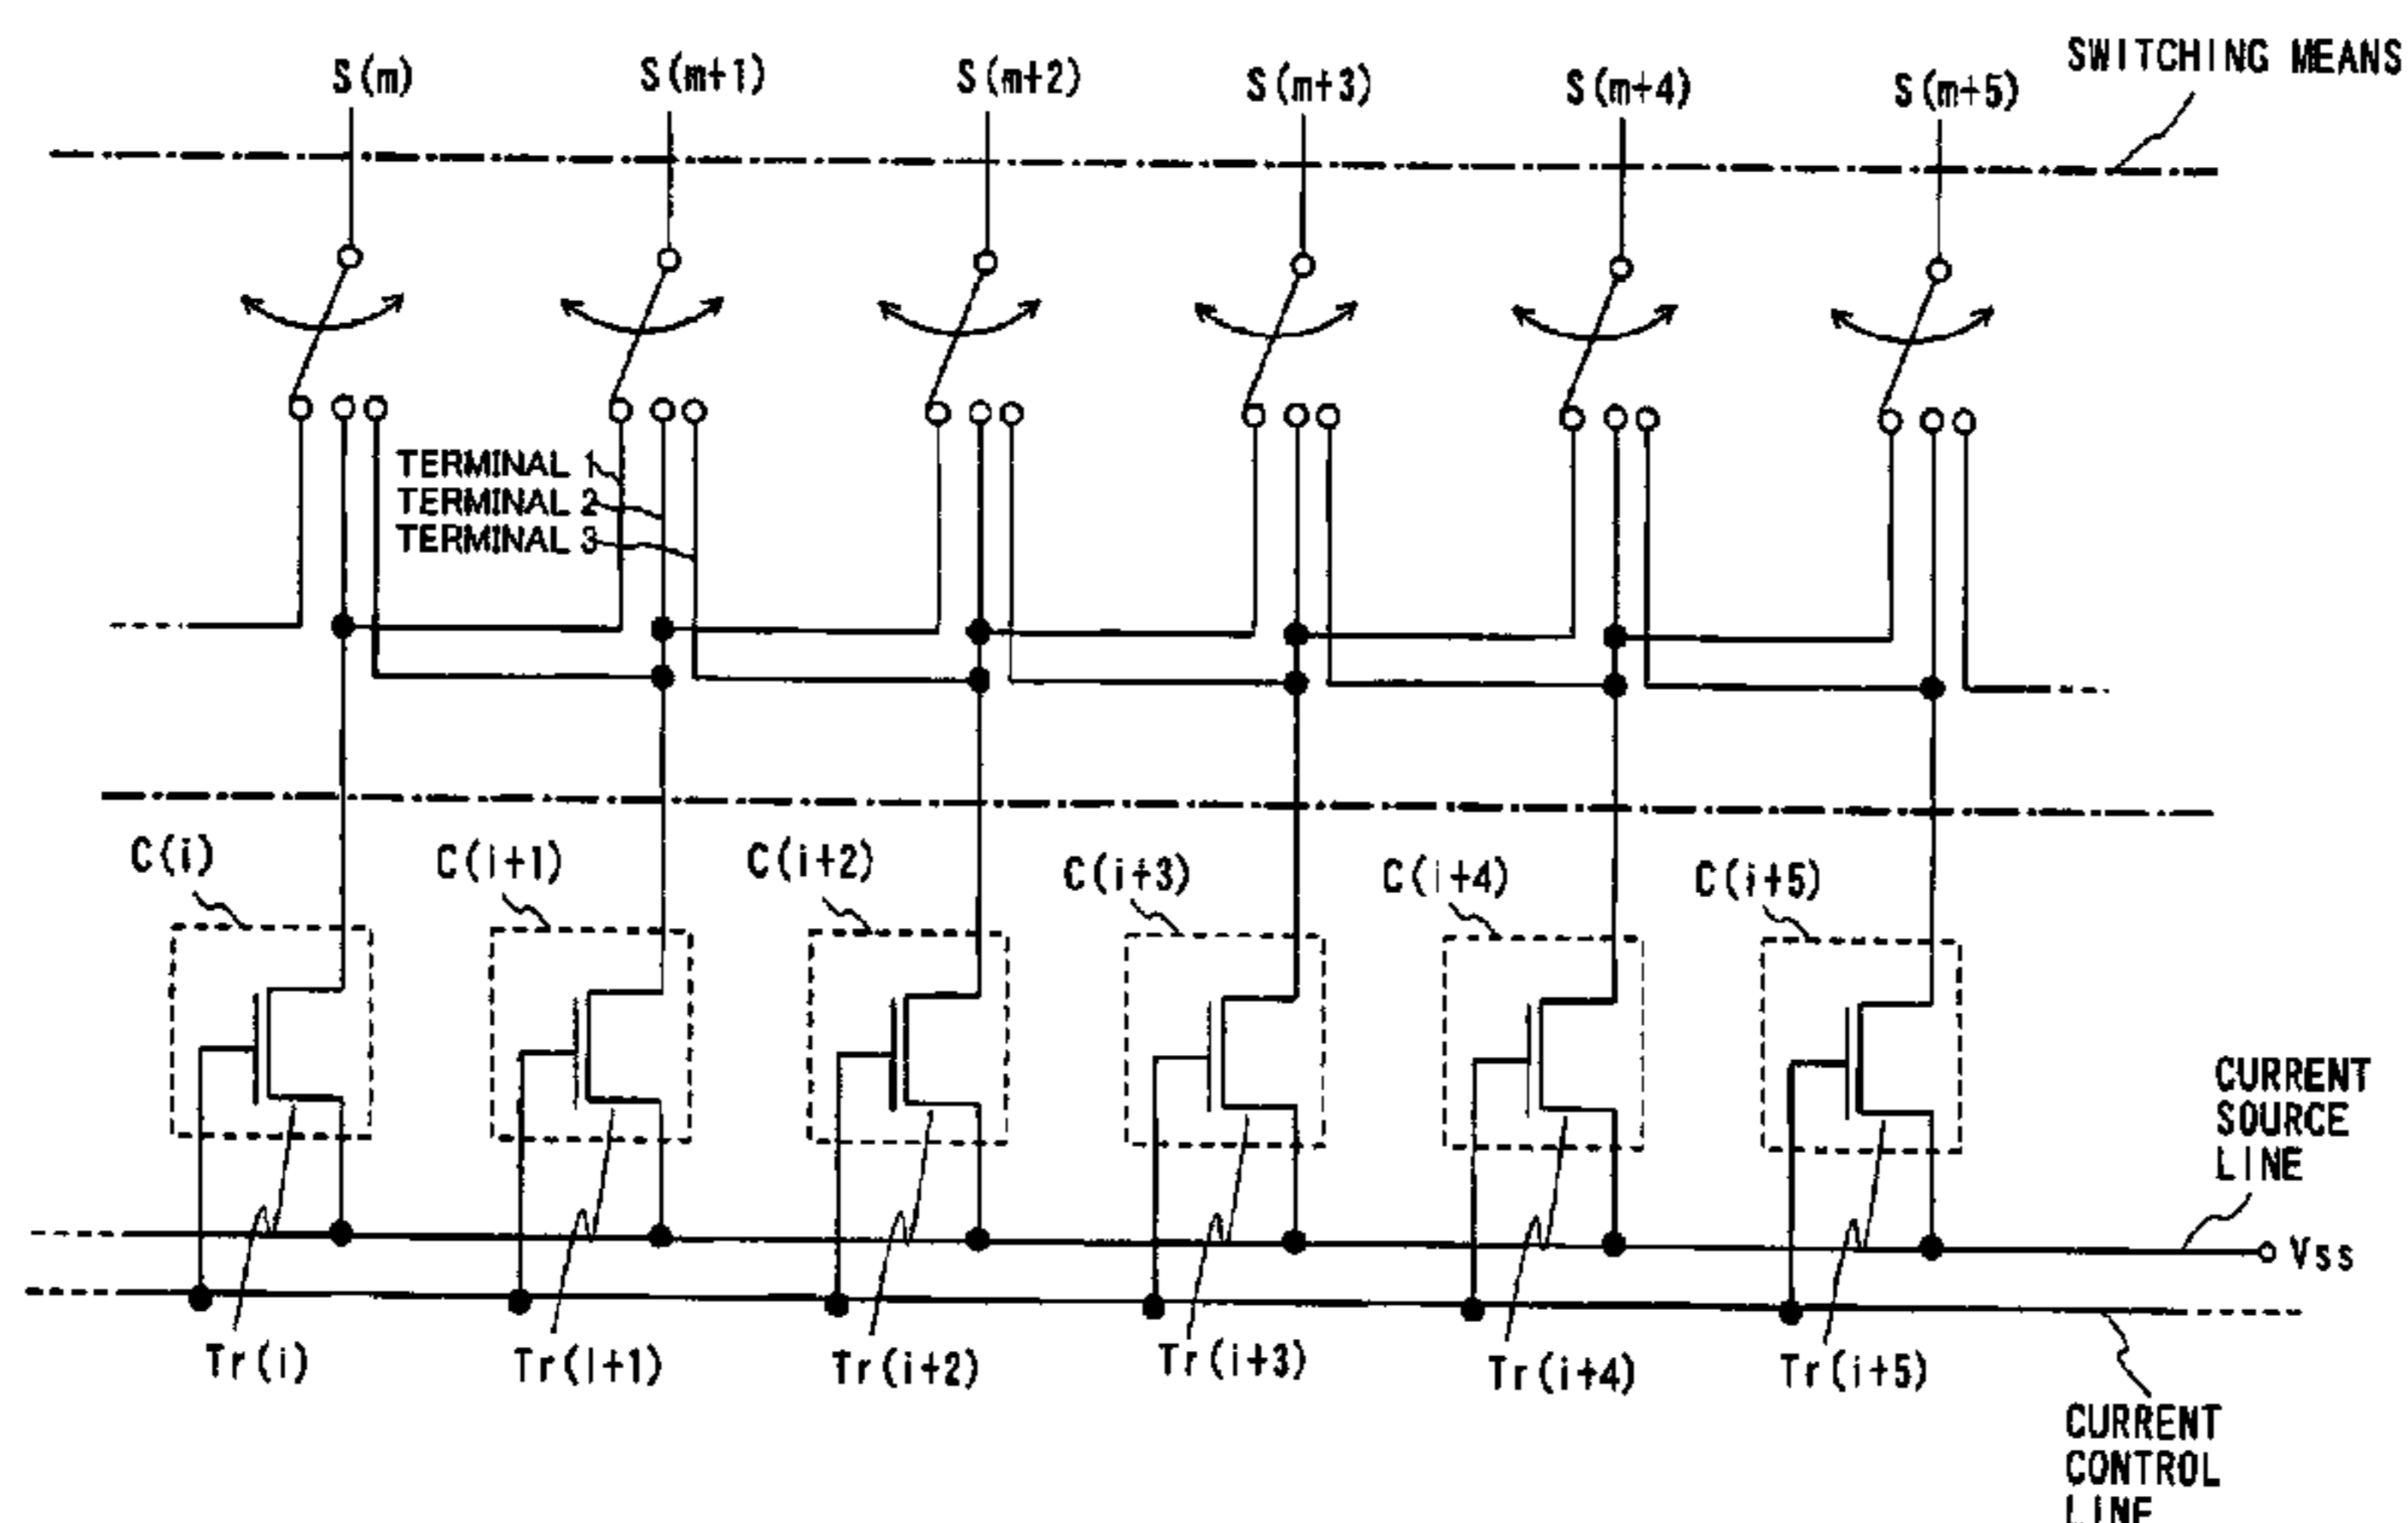 SWITCHING MEANS
S(m)
S(m+1)
S(m+2)
S(m+3)
S(m+4)
S(m+5)
TERMINAL 1
TERMINAL 2
TERMINAL 3
C(i)
C(i+1)
C(i+2)
C(i+3)
C(i+4)
C(i+5)
CURRENT
SOURCE
LINE
Vss
Tr(i)
Tr(i+1)
Tr(i+2)
Tr(i+3)
Tr(i+4)
Tr(i+5)
CURRENT
CONTROL
LINE